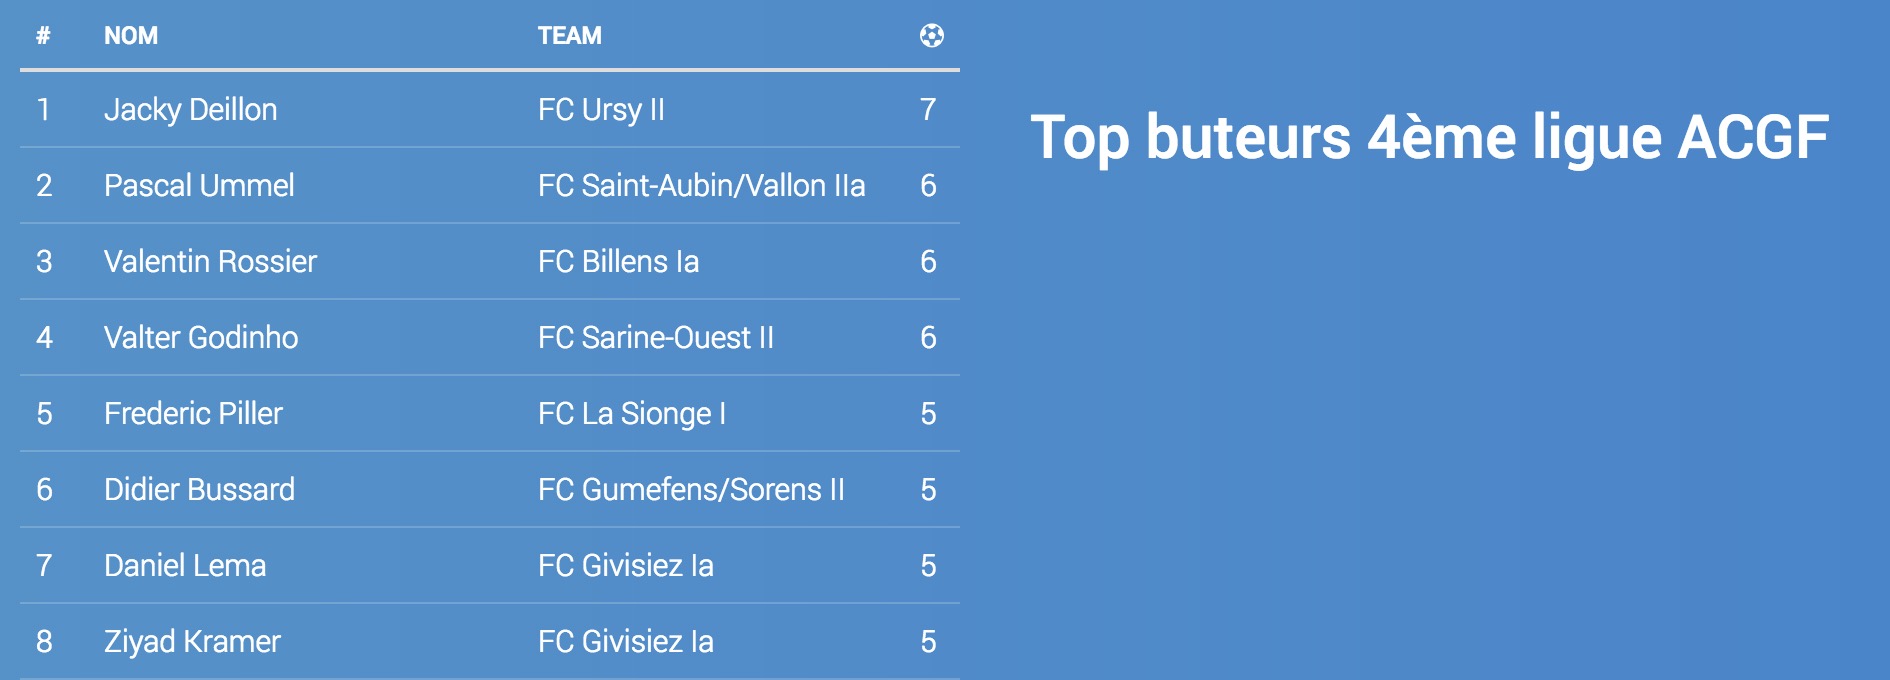 # NOM TEAM
1 Jacky Deillon FC Ursy II 7
2 Pascal Ummel FC Saint-Aubin/Vallon IIa 6
3 Valentin Rossier FC Billens Ia 6
4 Valter Godinho FC Sarine-Ouest II 6
5 Frederic Piller FC La Sionge I 5
6 Didier Bussard FC Gumefens/Sorens II 5
7 Daniel Lema FC Givisiez Ia 5
8 Ziyad Kramer FC Givisiez Ia 5
Top buteurs 4ème ligue ACGF